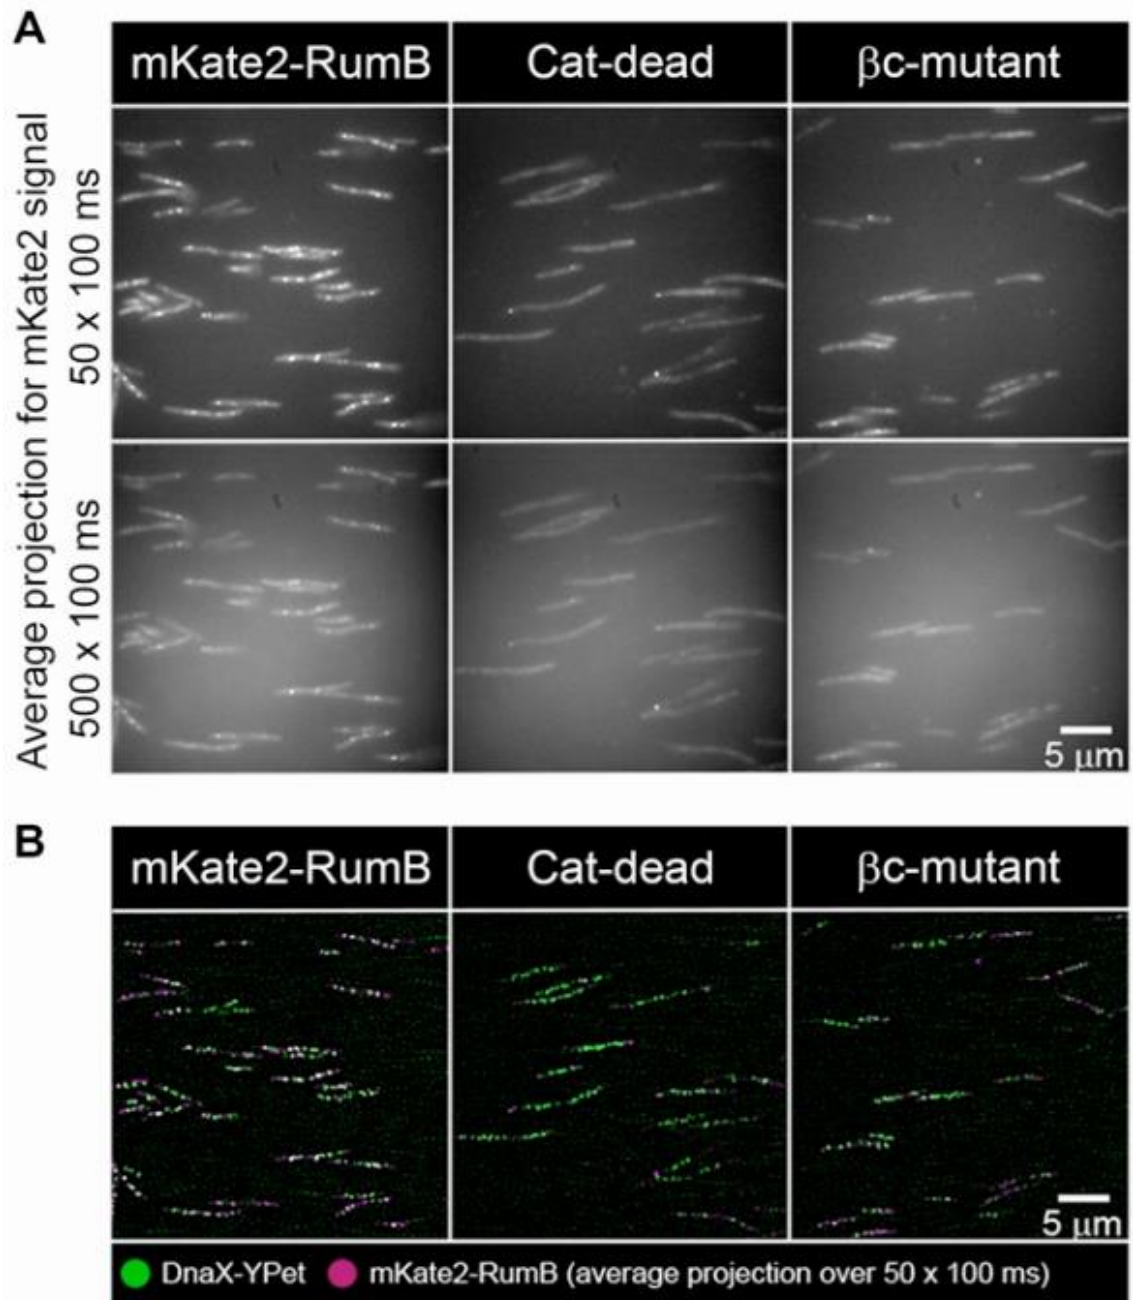 A
mKate2-RumB Cat-dead βc-mutant
Average projection for mKate2 signal
50 x 100 ms
500 x 100 ms
5 μm
B
mKate2-RumB Cat-dead βc-mutant
5 μm
DnaX-YPet mKate2-RumB (average projection over 50 x 100 ms)